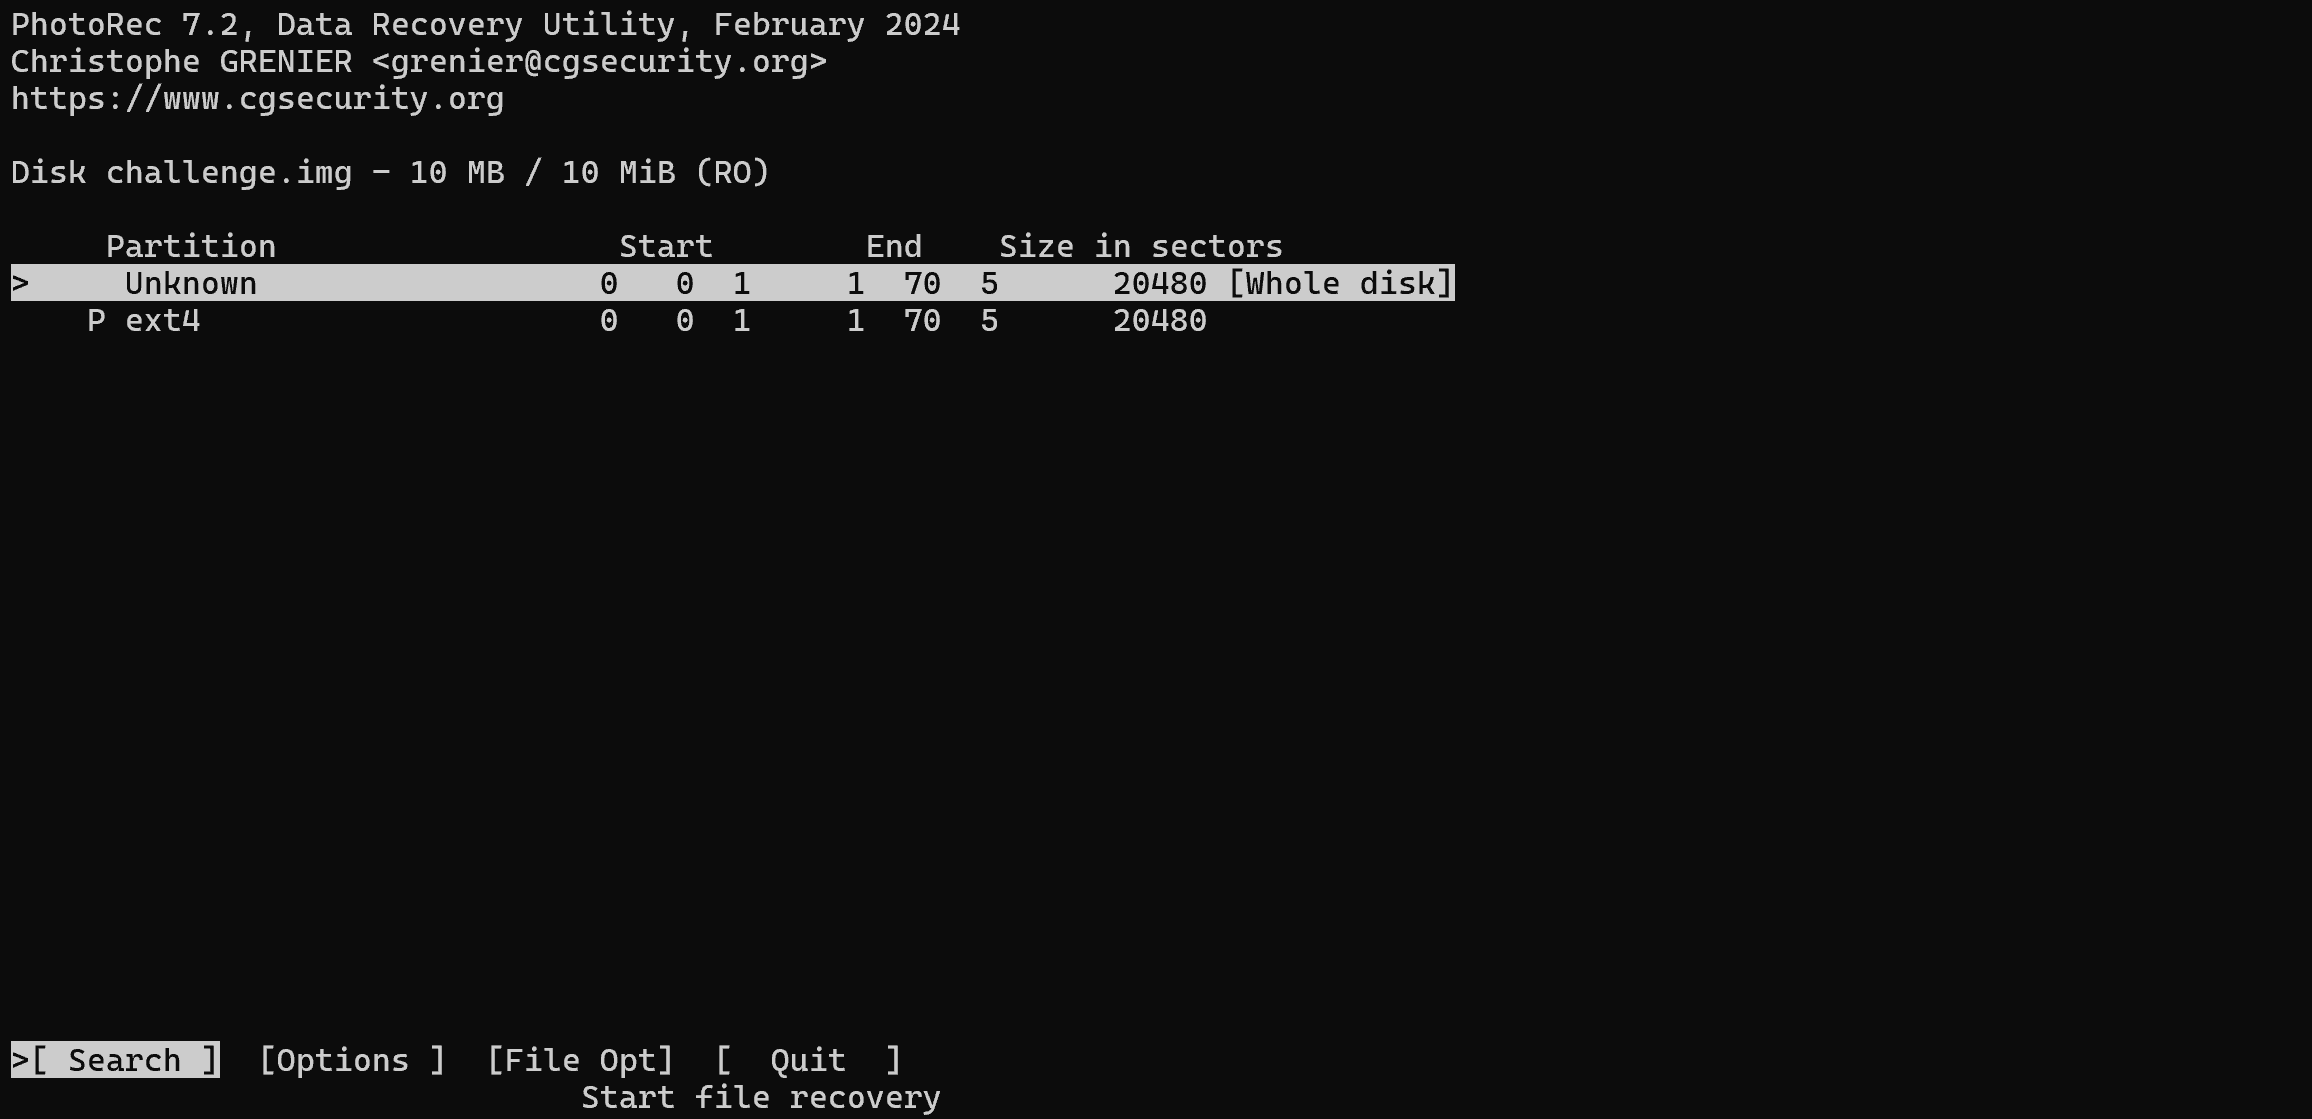 PhotoRec 7.2, Data Recovery Utility, February 2024
Christophe GRENIER <grenier@cgsecurity.org>
https://www.cgsecurity.org
Disk challenge.img - 10 MB / 10 MiB (RO)
     Partition                  Start        End    Size in sectors
>     Unknown                  0   0  1     1  70  5      20480 [Whole disk]
    P ext4                     0   0  1     1  70  5      20480
>[ Search ]  [Options ]  [File Opt]  [  Quit  ]
                              Start file recovery